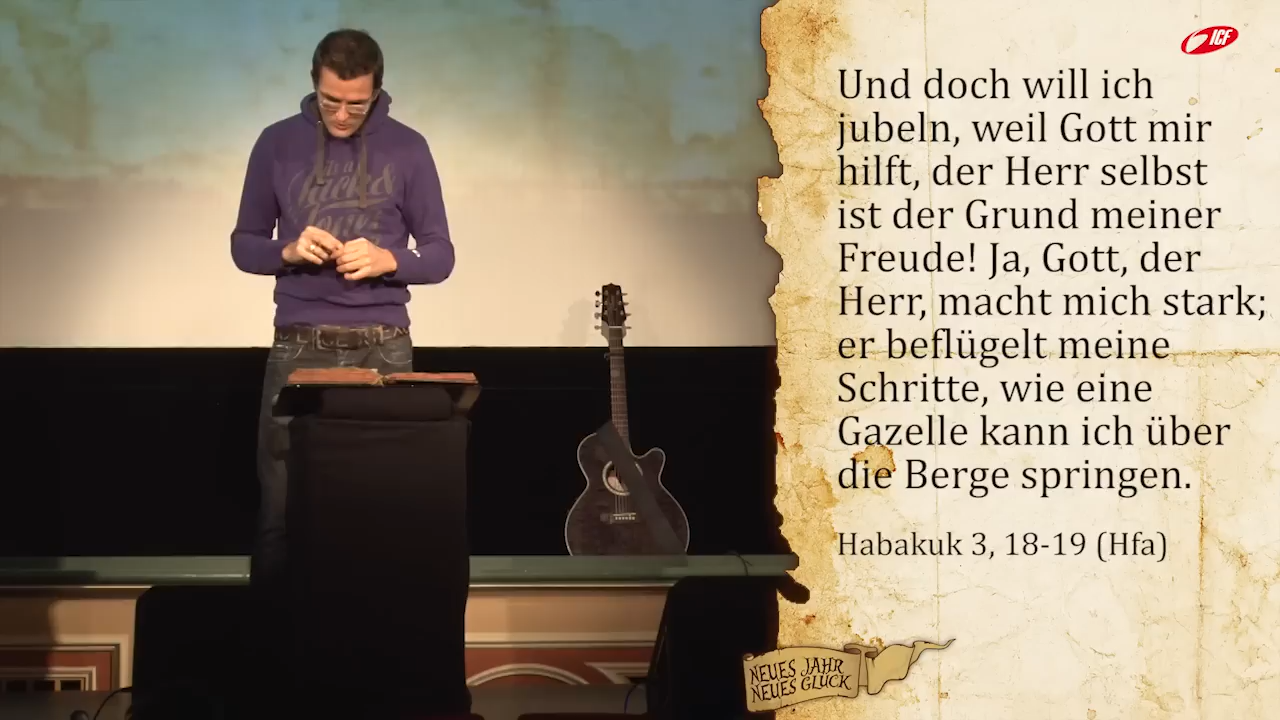 ICF
Und doch will ich
jubeln, weil Gott mir
hilft, der Herr selbst
ist der Grund meiner
Freude! Ja, Gott, der
Herr, macht mich stark;
er beflügelt meine
Schritte, wie eine
Gazelle kann ich über
die Berge springen.
Habakuk 3, 18-19 (Hfa)
NEUES JAHR
NEUES GLÜCK